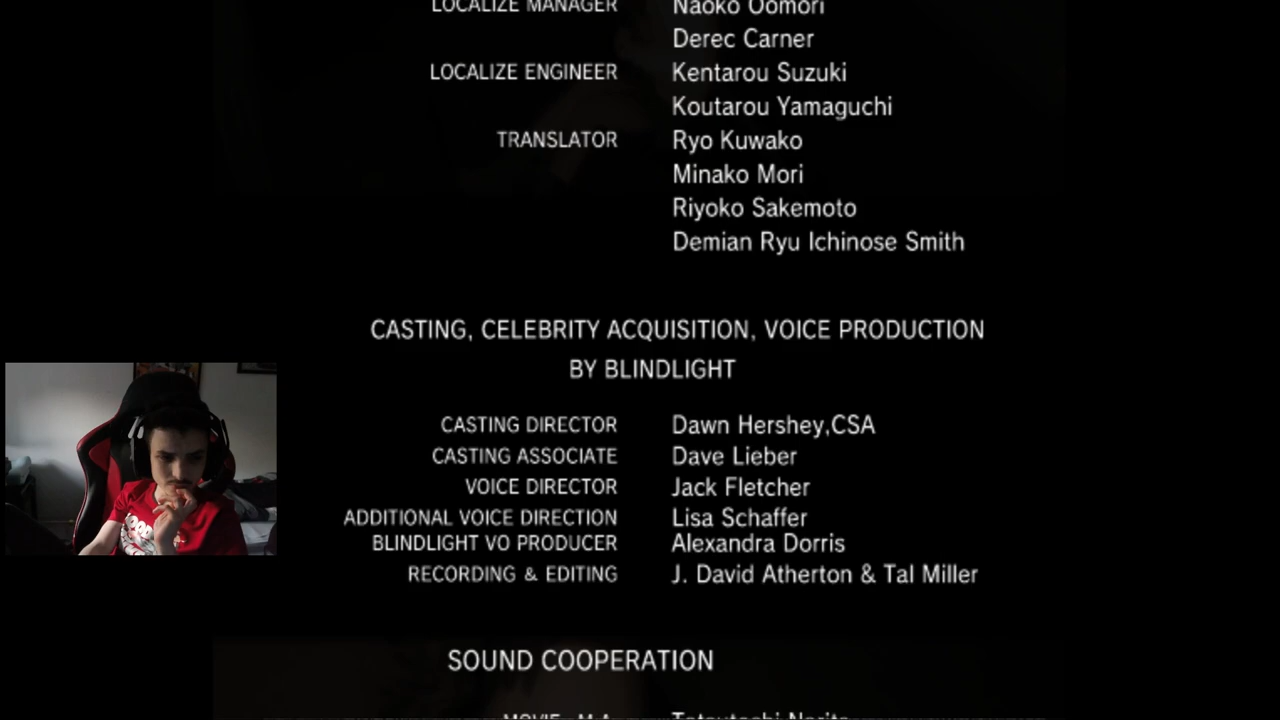 LOCALIZE MANAGER Naoko Oomori
Derec Carner
LOCALIZE ENGINEER Kentarou Suzuki
Koutarou Yamaguchi
TRANSLATOR Ryo Kuwako
Minako Mori
Riyoko Sakemoto
Demian Ryu Ichinose Smith
CASTING, CELEBRITY ACQUISITION, VOICE PRODUCTION
BY BLINDLIGHT
CASTING DIRECTOR Dawn Hershey,CSA
CASTING ASSOCIATE Dave Lieber
VOICE DIRECTOR Jack Fletcher
ADDITIONAL VOICE DIRECTION Lisa Schaffer
BLINDLIGHT VO PRODUCER Alexandra Dorris
RECORDING & EDITING J. David Atherton & Tal Miller
SOUND COOPERATION
MOVIE